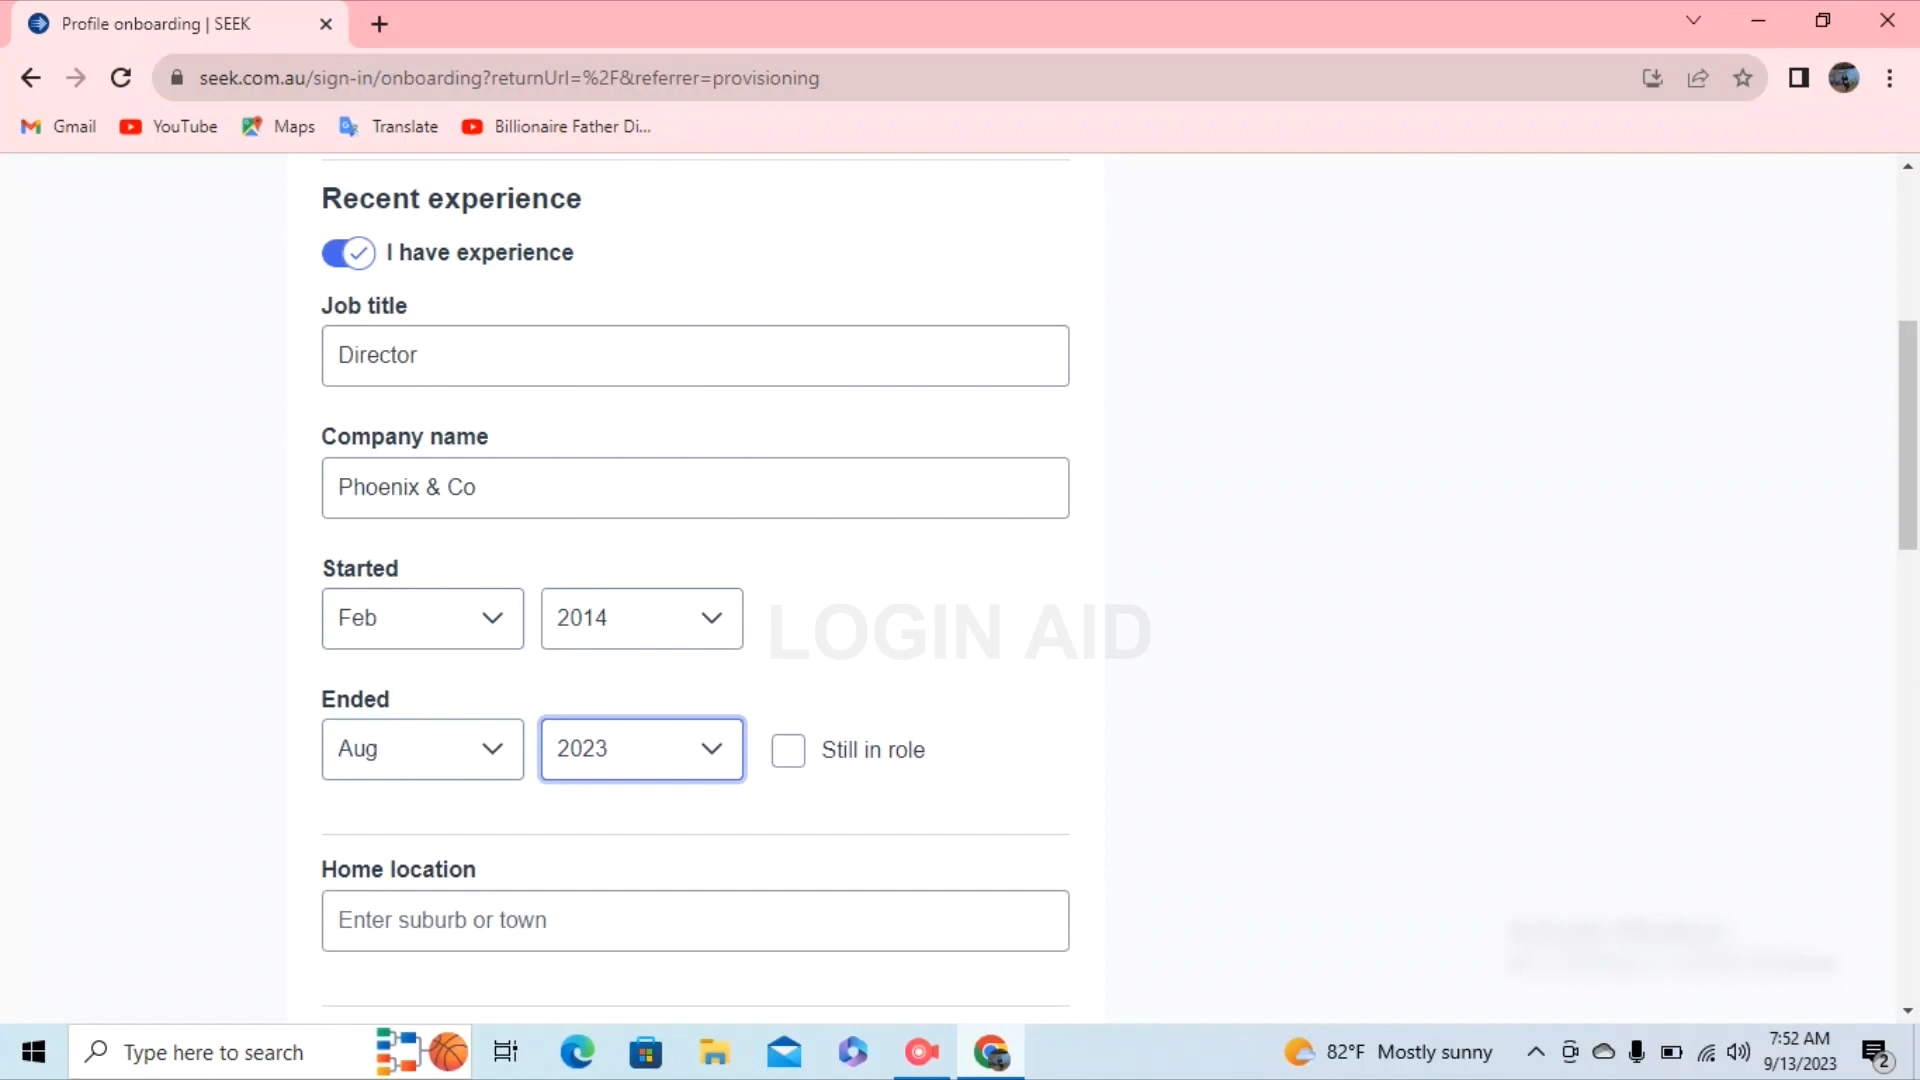 Profile onboarding | SEEK
seek.com.au/sign-in/onboarding?returnUrl=%2F&referrer=provisioning
Gmail YouTube Maps Translate Billionaire Father Di...
Recent experience
I have experience
Job title
Director
Company name
Phoenix & Co
Started
Feb 2014
LOGIN AID
Ended
Aug 2023 Still in role
Home location
Enter suburb or town
Type here to search
82°F Mostly sunny
7:52 AM
9/13/2023
2